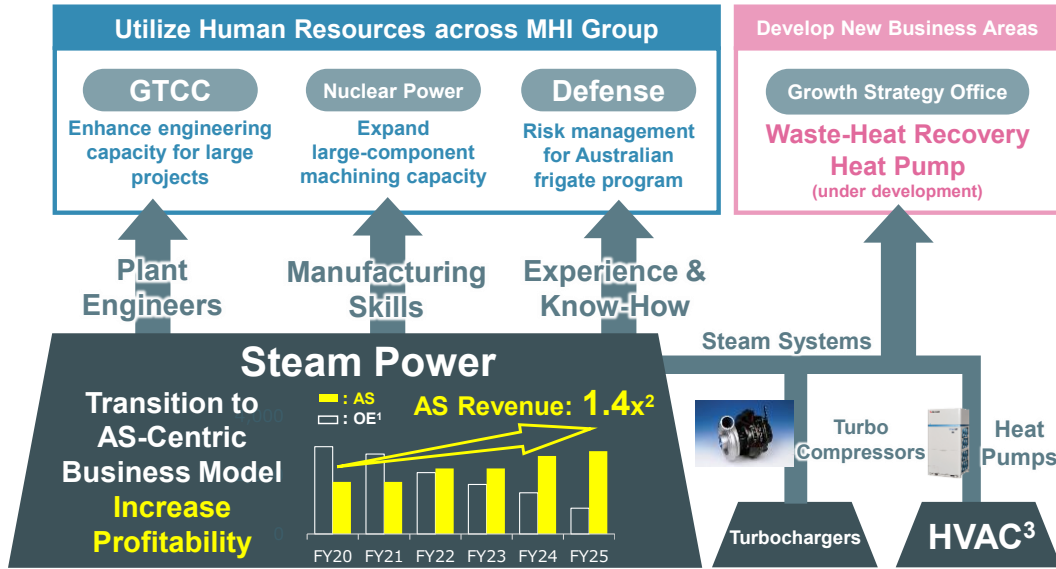 Utilize Human Resources across MHI Group
GTCC
Enhance engineering
capacity for large
projects
Nuclear Power
Expand
large-component
machining capacity
Defense
Risk management
for Australian
frigate program
Develop New Business Areas
Growth Strategy Office
Waste-Heat Recovery
Heat Pump
(under development)
Plant
Engineers
Manufacturing
Skills
Experience &
Know-How
Steam Power
Transition to
AS-Centric
Business Model
Increase
Profitability
: AS
: OE¹
AS Revenue: 1.4x²
0
FY20
FY21
FY22
FY23
FY24
FY25
Steam Systems
Turbo
Compressors
Heat
Pumps
Turbochargers
HVAC³